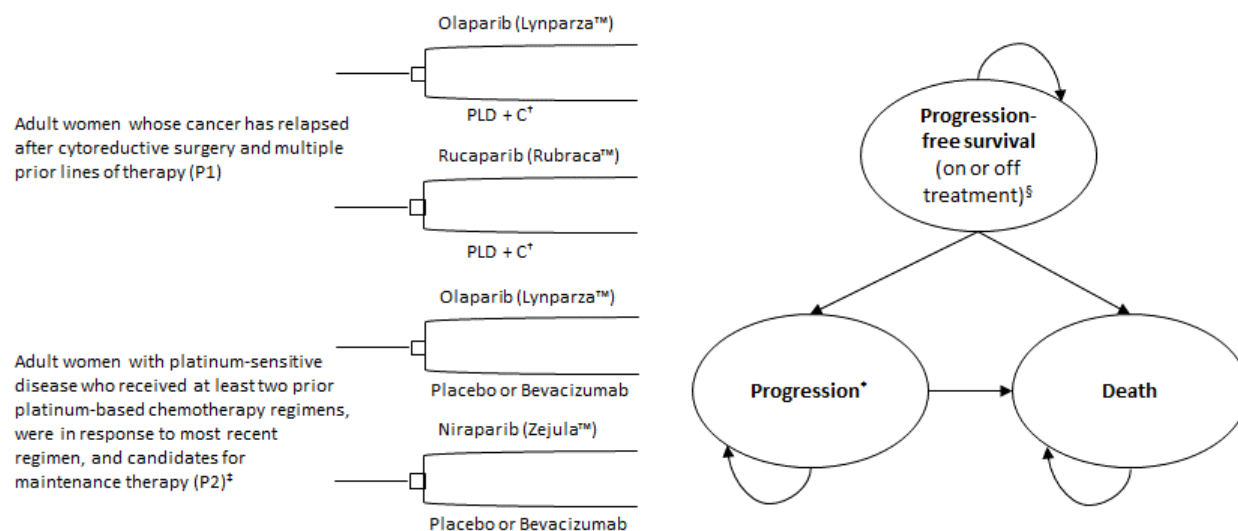 Olaparib (Lynparza™)
PLD + C†
Adult women whose cancer has relapsed
after cytoreductive surgery and multiple
prior lines of therapy (P1)
Rucaparib (Rubraca™)
PLD + C†
Olaparib (Lynparza™)
Adult women with platinum-sensitive
disease who received at least two prior
platinum-based chemotherapy regimens,
were in response to most recent
regimen, and candidates for
maintenance therapy (P2)‡
Placebo or Bevacizumab
Niraparib (Zejula™)
Placebo or Bevacizumab
Progression-
free survival
(on or off
treatment)§
Progression*
Death